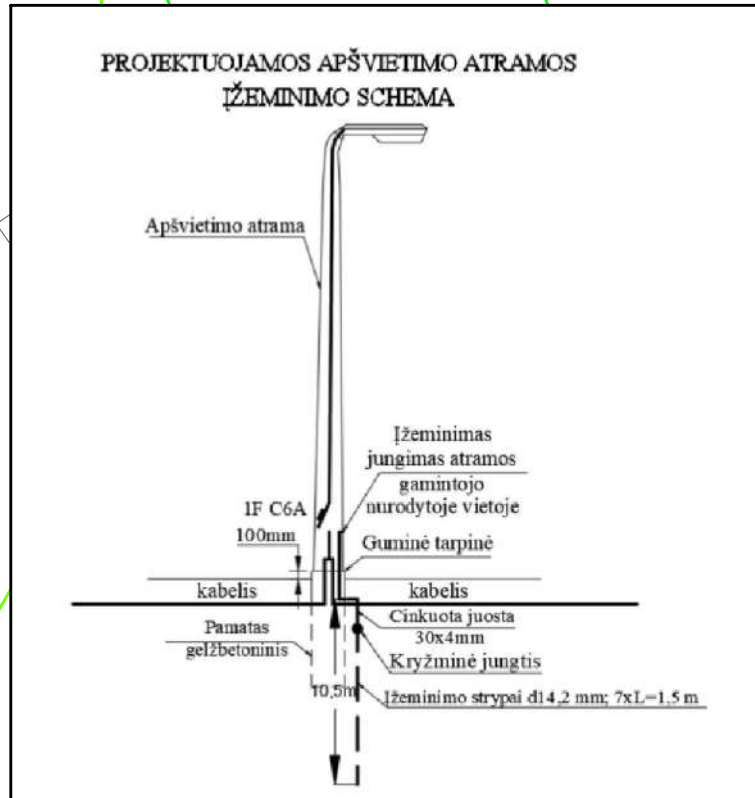 PROJEKTUOJAMOS APŠVIETIMO ATRAMOS
ĮŽEMINIMO SCHEMA
Apšvietimo atrama
Įžeminimas
jungimas atramos
gamintojo
nurodytoje vietoje
1F C6A
100mm
Guminė tarpinė
kabelis
kabelis
Cinkuota juosta
30x4mm
Pamatas
gelžbetoninis
Kryžminė jungtis
10,5m
Įžeminimo strypai d14,2 mm; 7xL=1,5 m